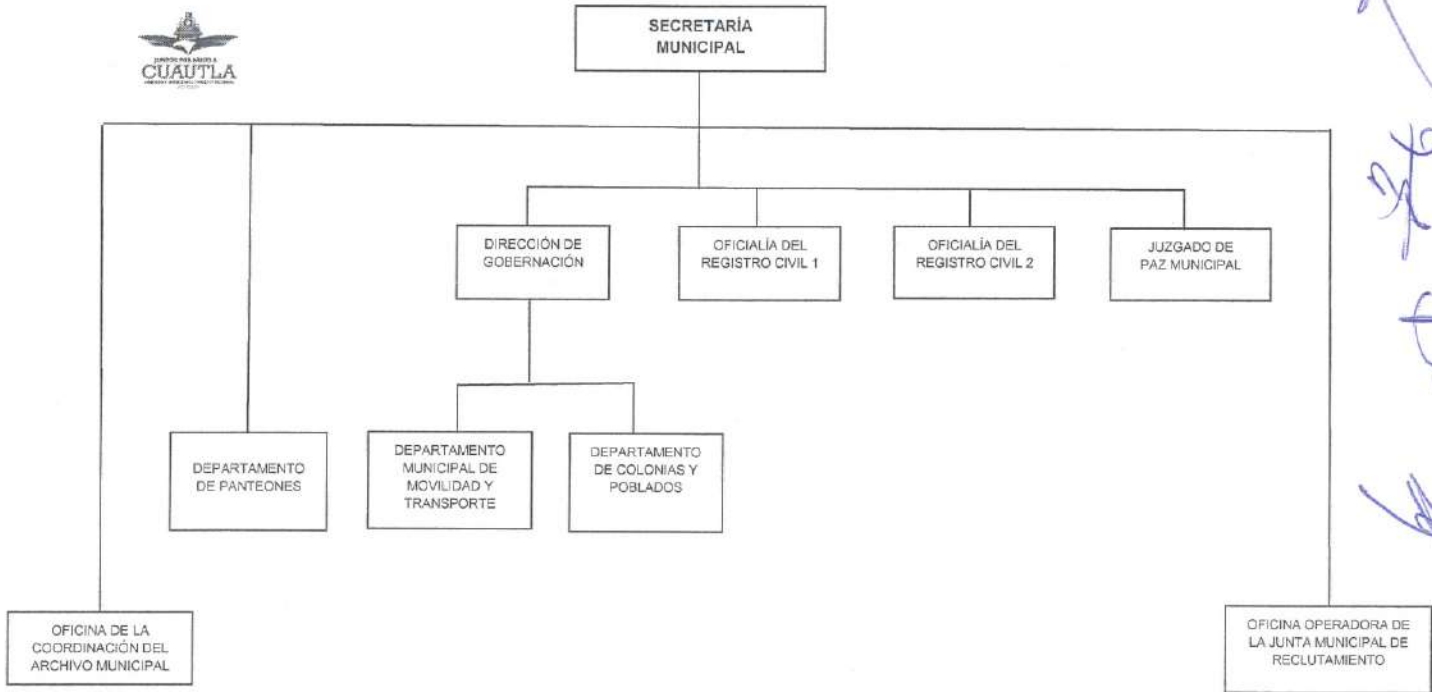 CUAUTLA
SECRETARÍA
MUNICIPAL
DIRECCIÓN DE
GOBERNACIÓN
OFICIALÍA DEL
REGISTRO CIVIL 1
OFICIALÍA DEL
REGISTRO CIVIL 2
JUZGADO DE
PAZ MUNICIPAL
DEPARTAMENTO
DE PANTEONES
DEPARTAMENTO
MUNICIPAL DE
MOVILIDAD Y
TRANSPORTE
DEPARTAMENTO
DE COLONIAS Y
POBLADOS
OFICINA DE LA
COORDINACIÓN DEL
ARCHIVO MUNICIPAL
OFICINA OPERADORA DE
LA JUNTA MUNICIPAL DE
RECLUTAMIENTO